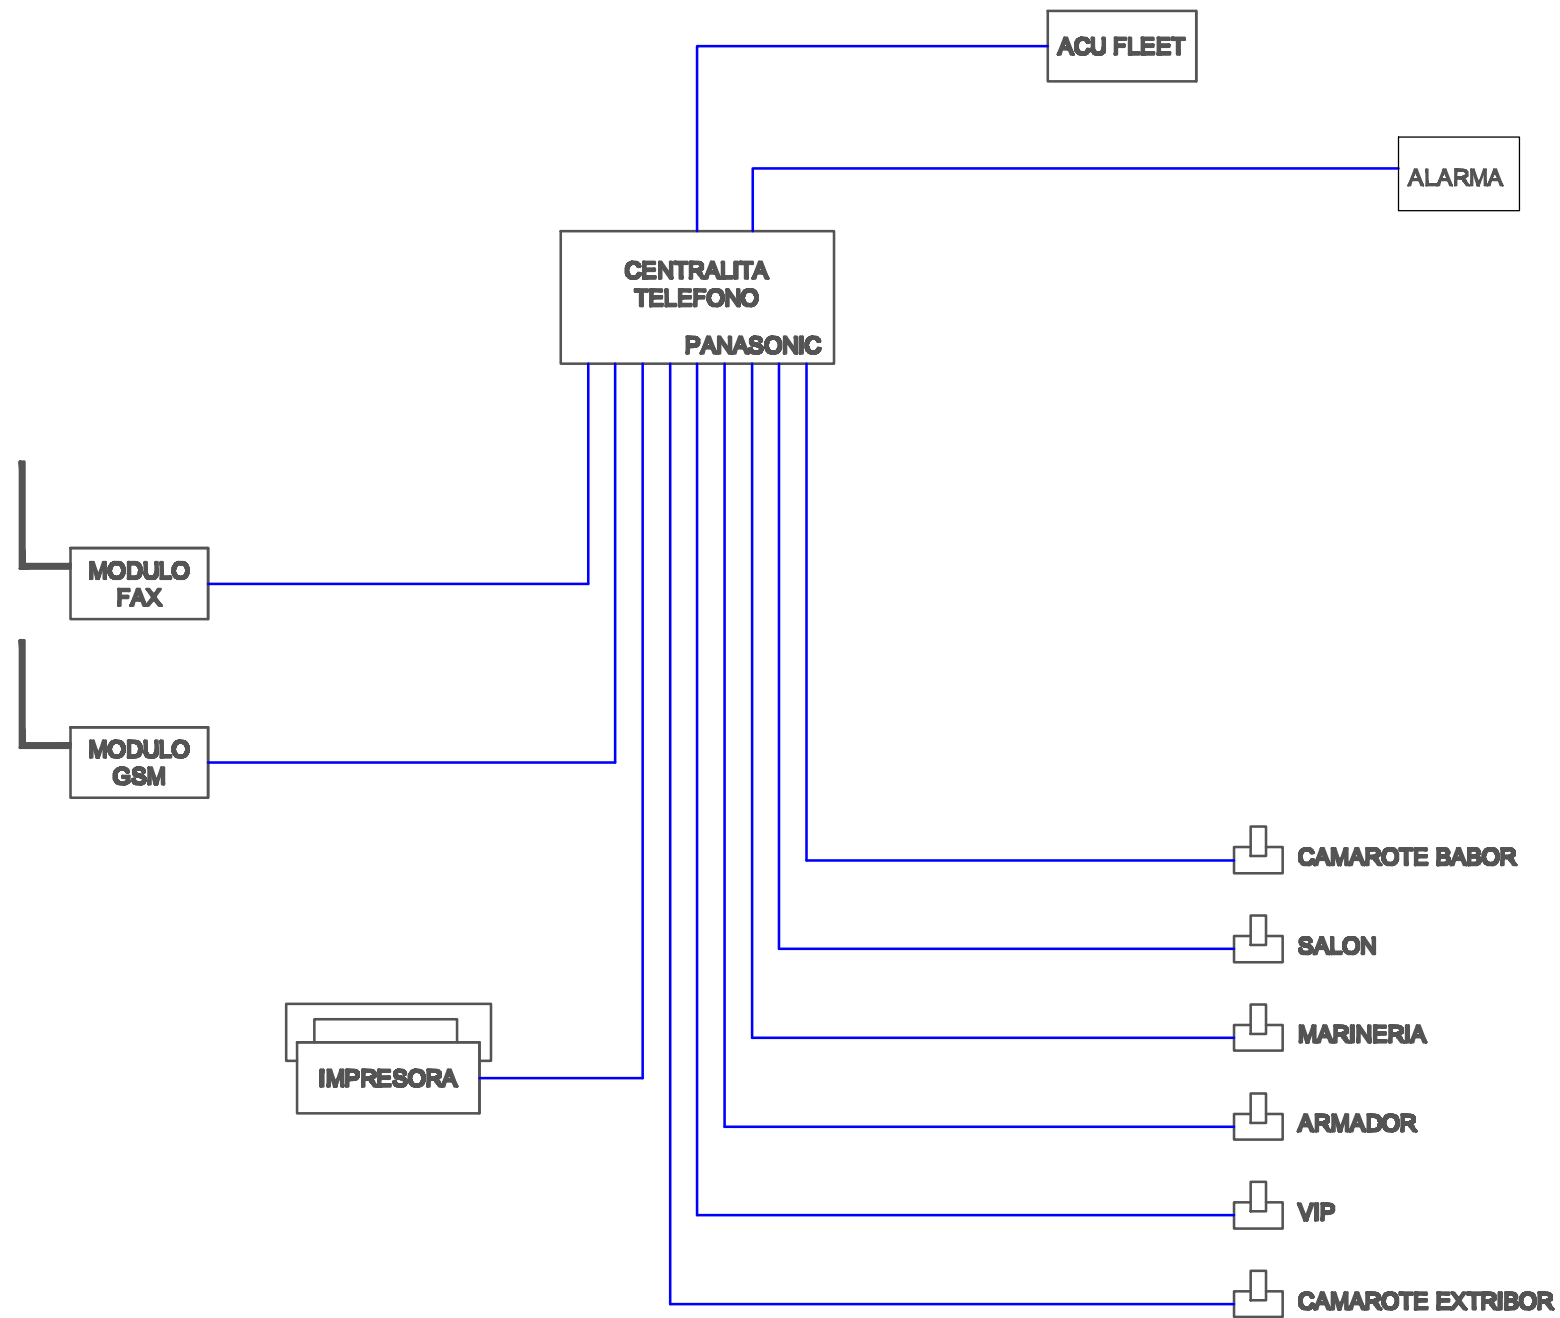 ACU FLEET
ALARMA
CENTRALITA
TELEFONO
PANASONIC
MODULO
FAX
MODULO
GSM
CAMAROTE BABOR
SALON
MARINERIA
IMPRESORA
ARMADOR
VIP
CAMAROTE EXTRIBOR